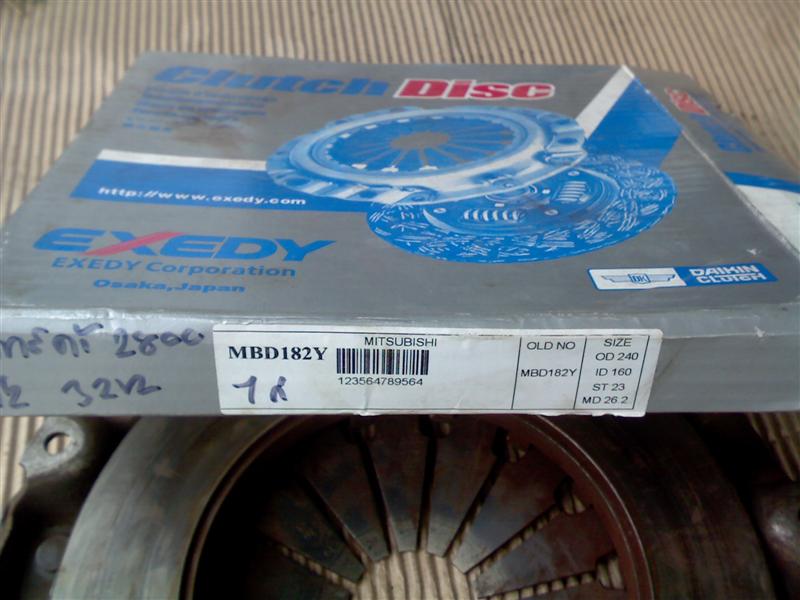 Clutch Disc
http://www.exedy.com
EXEDY
EXEDY Corporation
Osaka,Japan
DK
DAIKIN
CLUTCH
2800
MBD182Y
MITSUBISHI
123564789564
OLD NO
MBD182Y
SIZE
OD 240
ID 160
ST 23
MD 26.2